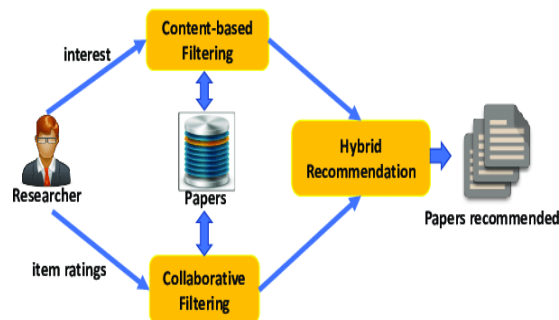 Content-based
Filtering
interest
Researcher
Papers
Hybrid
Recommendation
Papers recommended
item ratings
Collaborative
Filtering